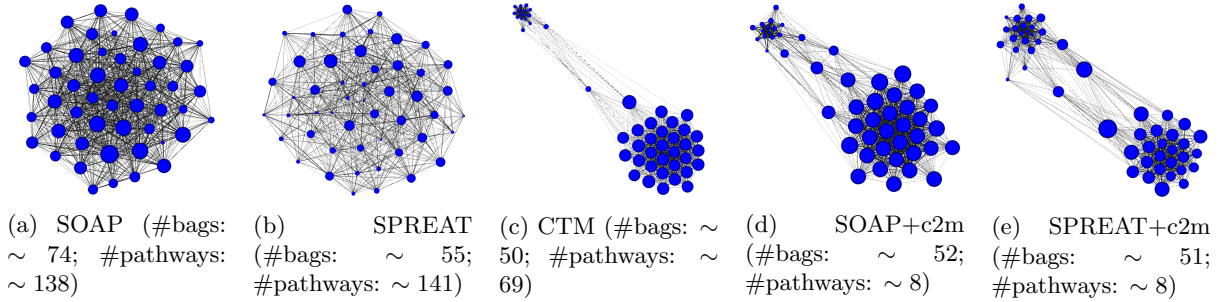 (a) SOAP (#bags:
∼ 74; #pathways:
∼ 138)
(b) SPREAT
(#bags: ∼ 55;
#pathways: ∼ 141)
(c) CTM (#bags: ∼
50; #pathways: ∼
69)
(d) SOAP+c2m
(#bags: ∼ 52;
#pathways: ∼ 8)
(e) SPREAT+c2m
(#bags: ∼ 51;
#pathways: ∼ 8)